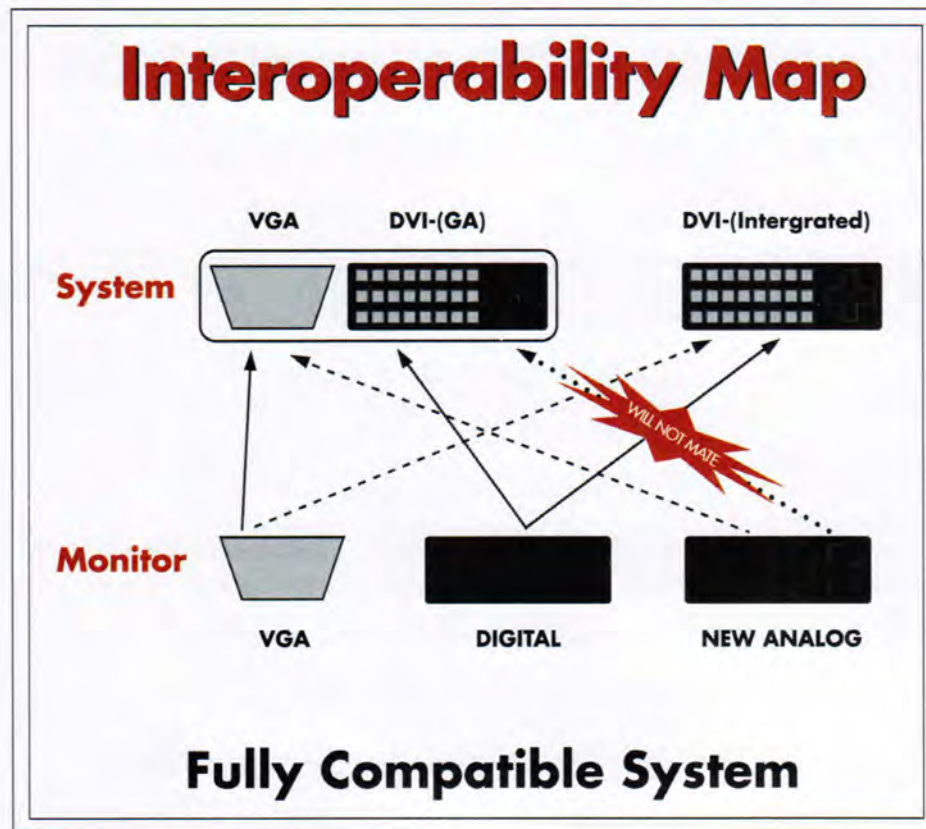 Interoperability Map
VGA DVI-(GA) DVI-(Intergrated)
System
WILL NOT MATE
Monitor
VGA DIGITAL NEW ANALOG
Fully Compatible System